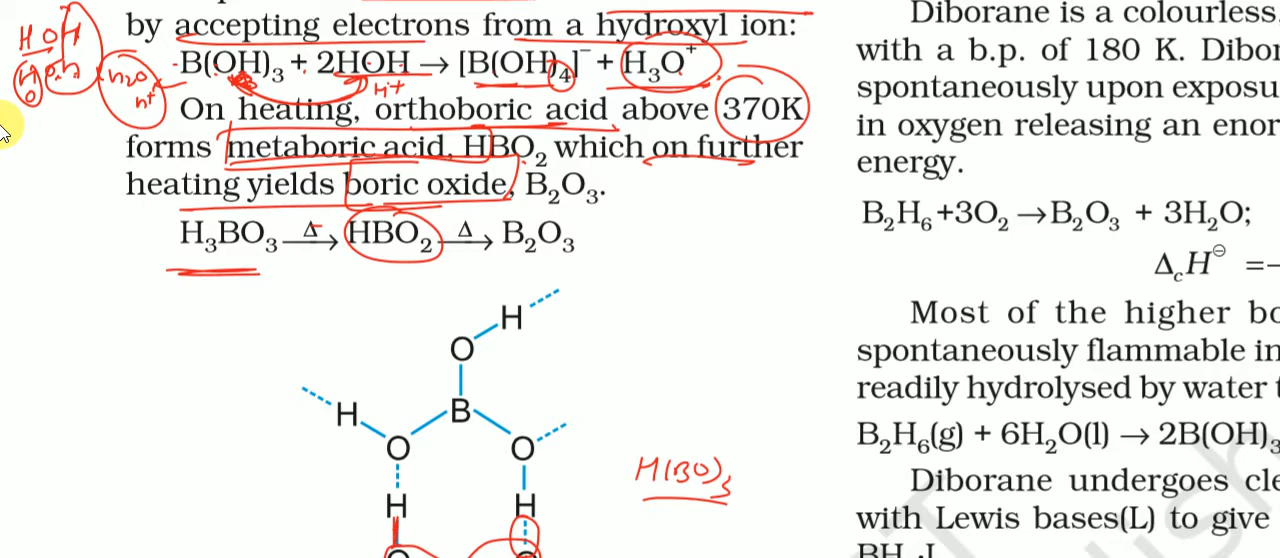 by accepting electrons from a hydroxyl ion:
B(OH)₃ + 2HOH → [B(OH)₄]⁻ + H₃O⁺
On heating, orthoboric acid above 370K
forms metaboric acid, HBO₂ which on further
heating yields boric oxide, B₂O₃.
H₃BO₃ —Δ→ HBO₂ —Δ→ B₂O₃
H
O
H
B
O
O
H
H
HOH
H₂O
H⁺
H+
H(BO)₃
Diborane is a colourless
with a b.p. of 180 K. Dibor
spontaneously upon exposu
in oxygen releasing an enor
energy.
B₂H₆+3O₂ →B₂O₃ + 3H₂O;
Δ꜀H⊖ =–
Most of the higher bo
spontaneously flammable in
readily hydrolysed by water t
B₂H₆(g) + 6H₂O(l) → 2B(OH)₃
Diborane undergoes cle
with Lewis bases(L) to give